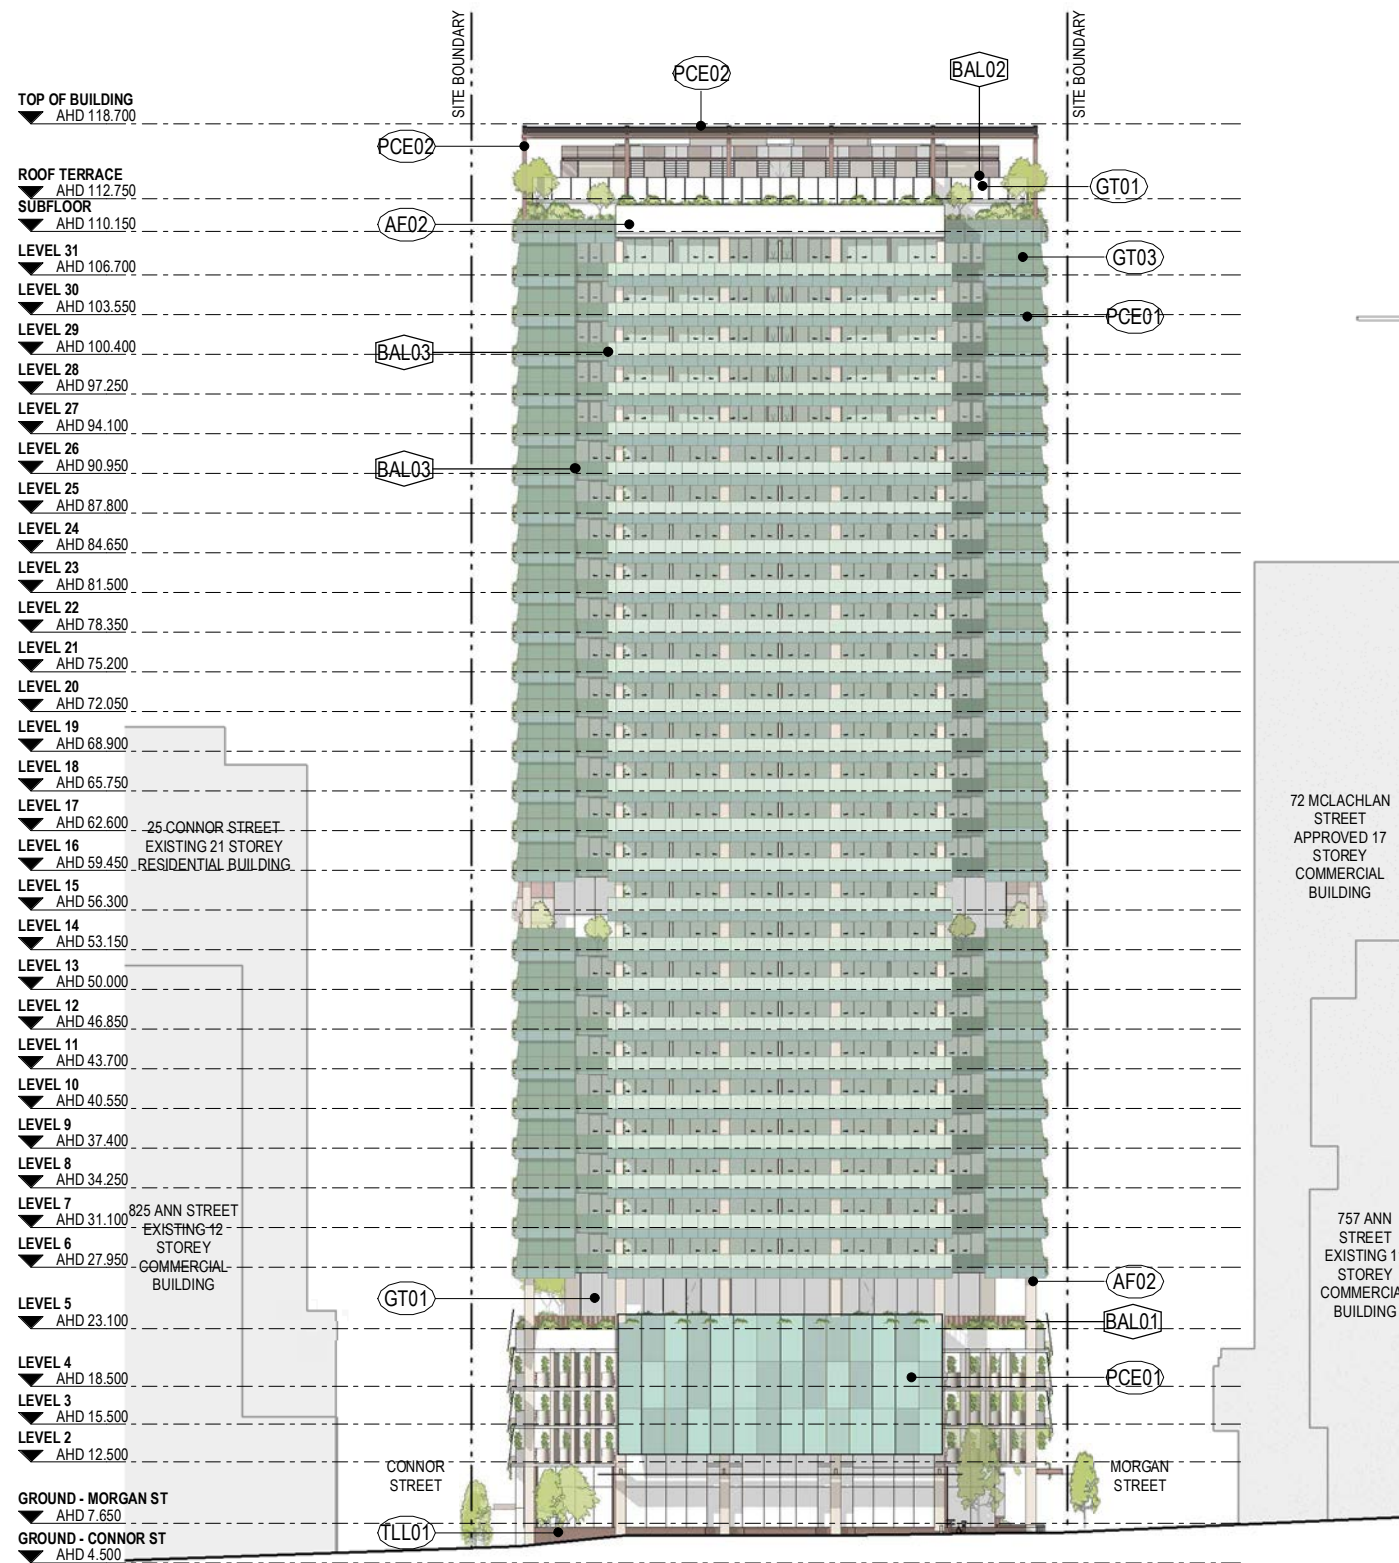 SITE BOUNDARY
SITE BOUNDARY
PCE02
BAL02
TOP OF BUILDING
AHD 118.700
PCE02
ROOF TERRACE
AHD 112.750
GT01
SUBFLOOR
AHD 110.150
AF02
LEVEL 31
AHD 106.700
GT03
LEVEL 30
AHD 103.550
PCE01
LEVEL 29
AHD 100.400
BAL03
LEVEL 28
AHD 97.250
LEVEL 27
AHD 94.100
LEVEL 26
AHD 90.950
BAL03
LEVEL 25
AHD 87.800
LEVEL 24
AHD 84.650
LEVEL 23
AHD 81.500
LEVEL 22
AHD 78.350
LEVEL 21
AHD 75.200
LEVEL 20
AHD 72.050
LEVEL 19
AHD 68.900
LEVEL 18
AHD 65.750
LEVEL 17
AHD 62.600
LEVEL 16
AHD 59.450
25 CONNOR STREET
EXISTING 21 STOREY
RESIDENTIAL BUILDING
72 MCLACHLAN
STREET
APPROVED 17
STOREY
COMMERCIAL
BUILDING
LEVEL 15
AHD 56.300
LEVEL 14
AHD 53.150
LEVEL 13
AHD 50.000
LEVEL 12
AHD 46.850
LEVEL 11
AHD 43.700
LEVEL 10
AHD 40.550
LEVEL 9
AHD 37.400
LEVEL 8
AHD 34.250
LEVEL 7
AHD 31.100
LEVEL 6
AHD 27.950
825 ANN STREET
EXISTING 12
STOREY
COMMERCIAL
BUILDING
757 ANN
STREET
EXISTING 1
STOREY
COMMERCIA
BUILDING
AF02
GT01
LEVEL 5
AHD 23.100
BAL01
LEVEL 4
AHD 18.500
PCE01
LEVEL 3
AHD 15.500
LEVEL 2
AHD 12.500
CONNOR
STREET
MORGAN
STREET
GROUND - MORGAN ST
AHD 7.650
TLL01
GROUND - CONNOR ST
AHD 4.500